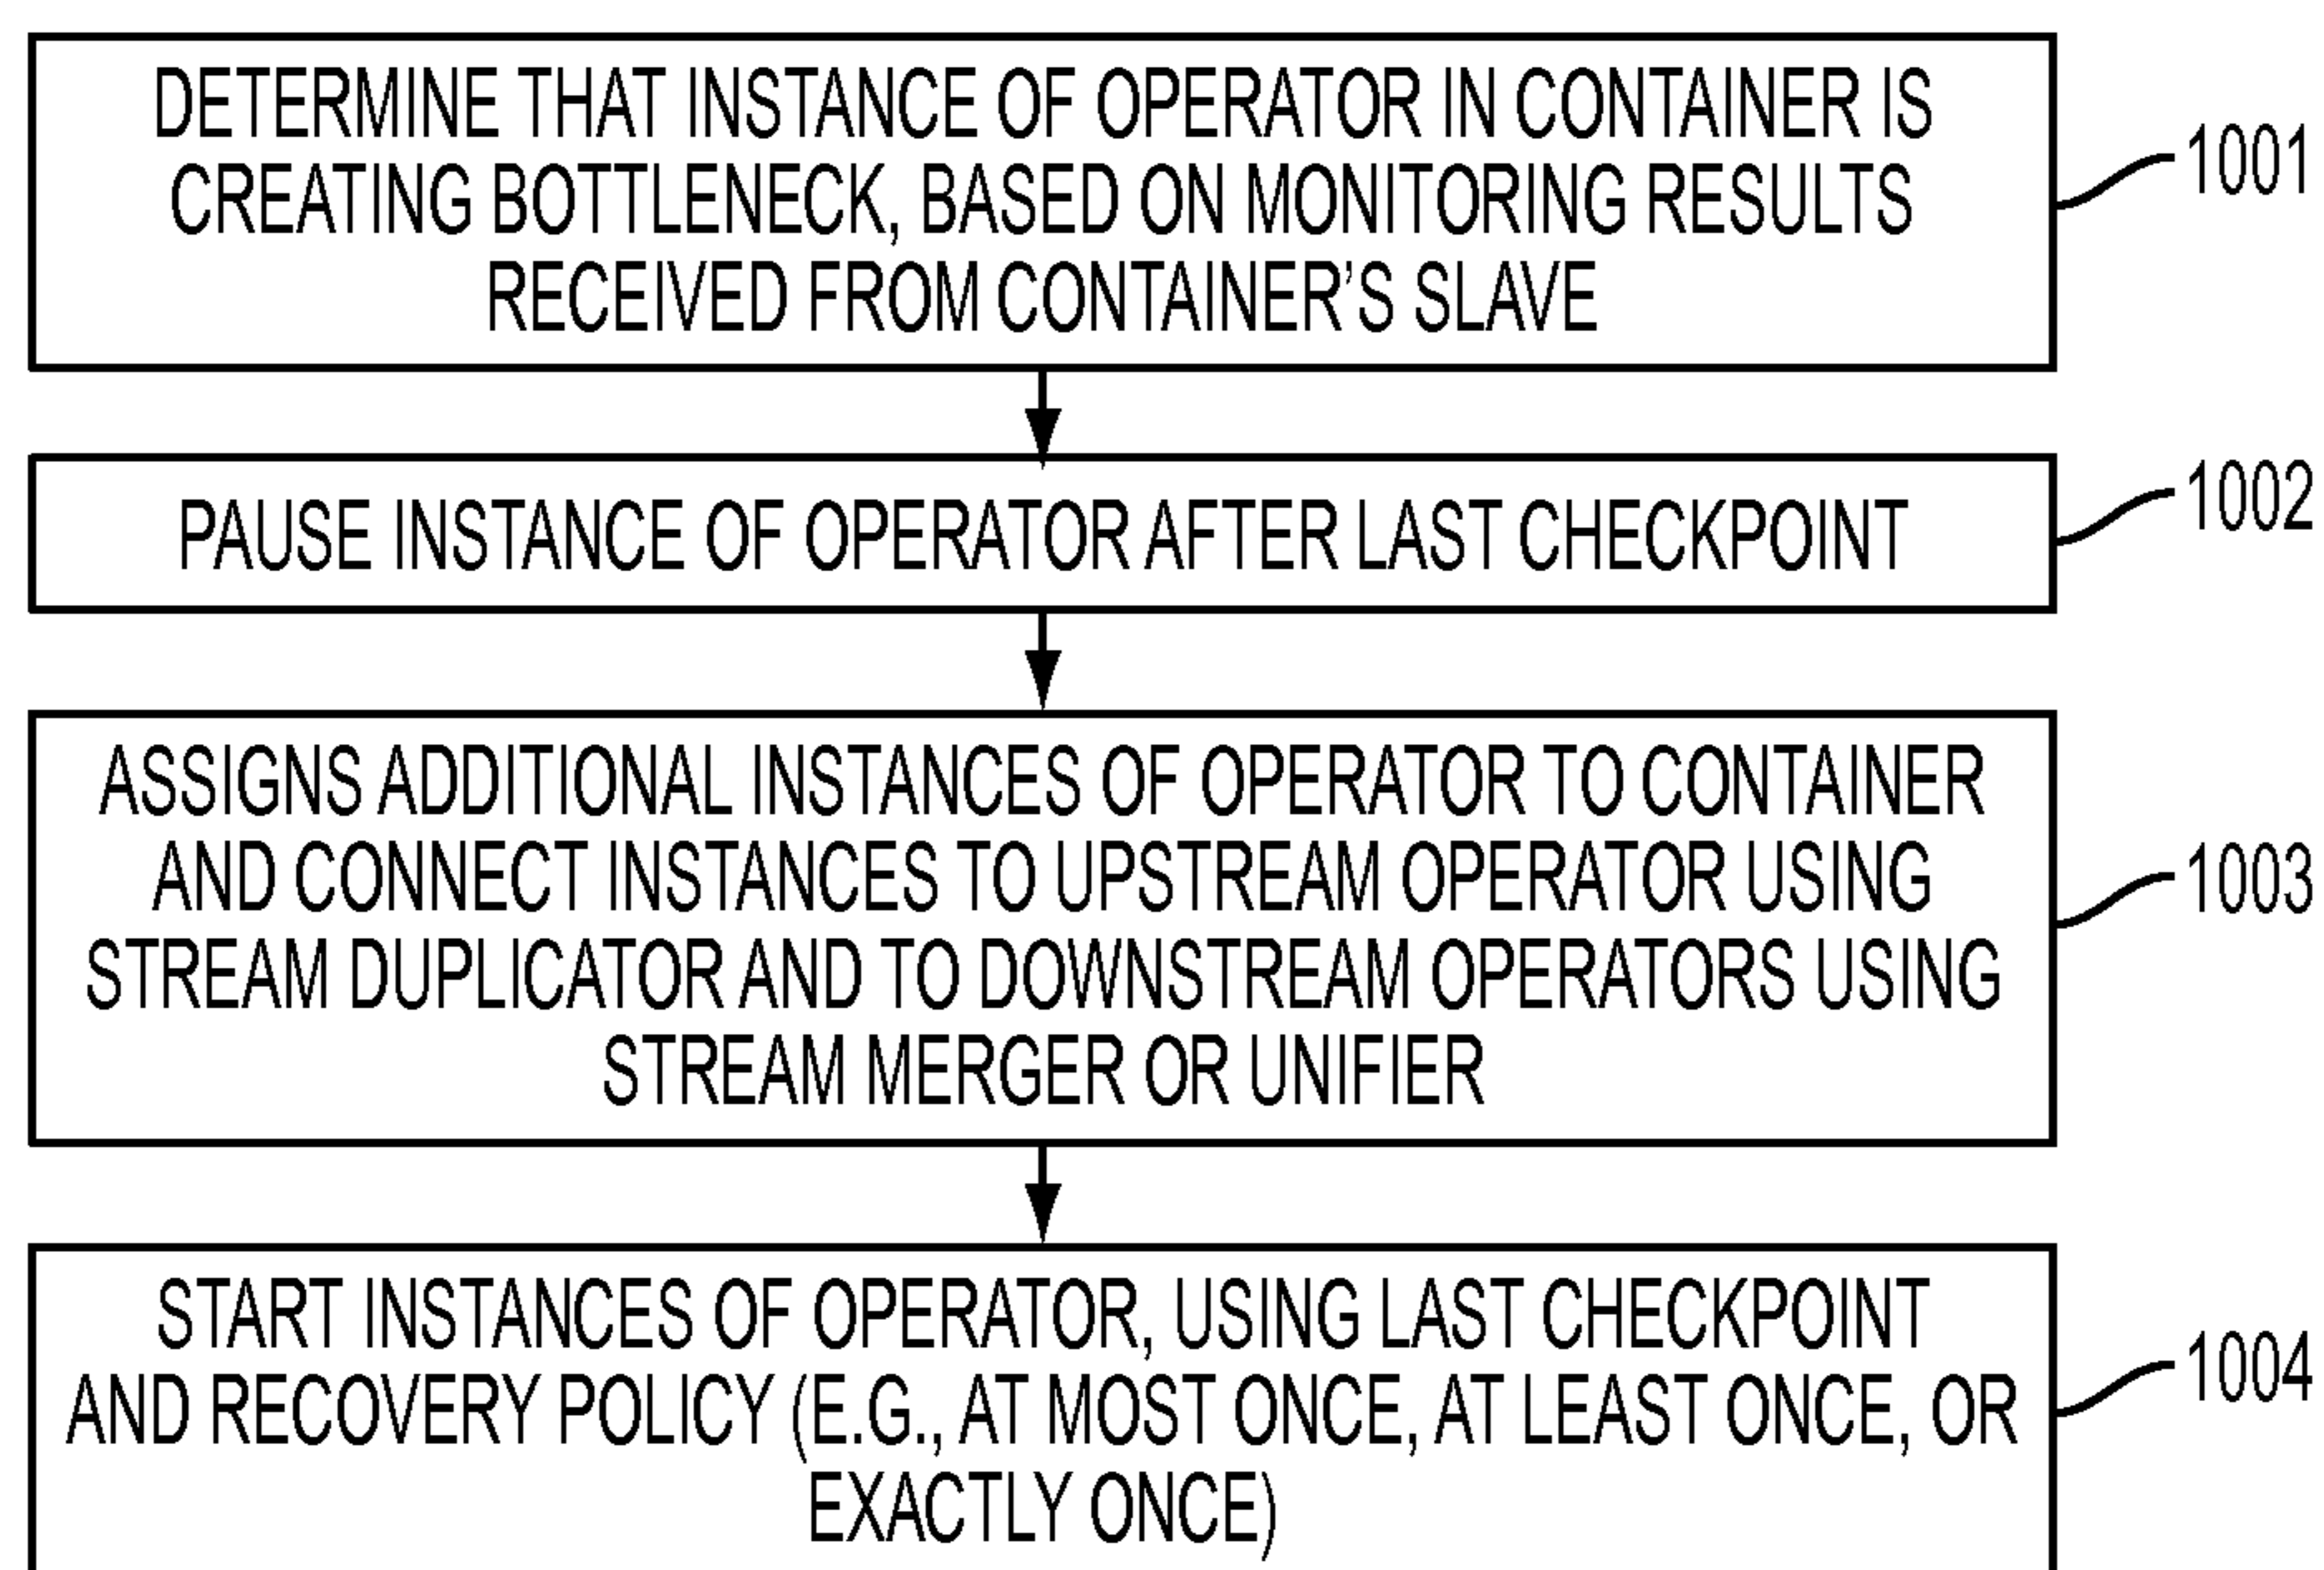 DETERMINE THAT INSTANCE OF OPERATOR IN CONTAINER IS
CREATING BOTTLENECK, BASED ON MONITORING RESULTS
RECEIVED FROM CONTAINER'S SLAVE
1001
PAUSE INSTANCE OF OPERATOR AFTER LAST CHECKPOINT
1002
ASSIGNS ADDITIONAL INSTANCES OF OPERATOR TO CONTAINER
AND CONNECT INSTANCES TO UPSTREAM OPERATOR USING
STREAM DUPLICATOR AND TO DOWNSTREAM OPERATORS USING
STREAM MERGER OR UNIFIER
1003
START INSTANCES OF OPERATOR, USING LAST CHECKPOINT
AND RECOVERY POLICY (E.G., AT MOST ONCE, AT LEAST ONCE, OR
EXACTLY ONCE)
1004